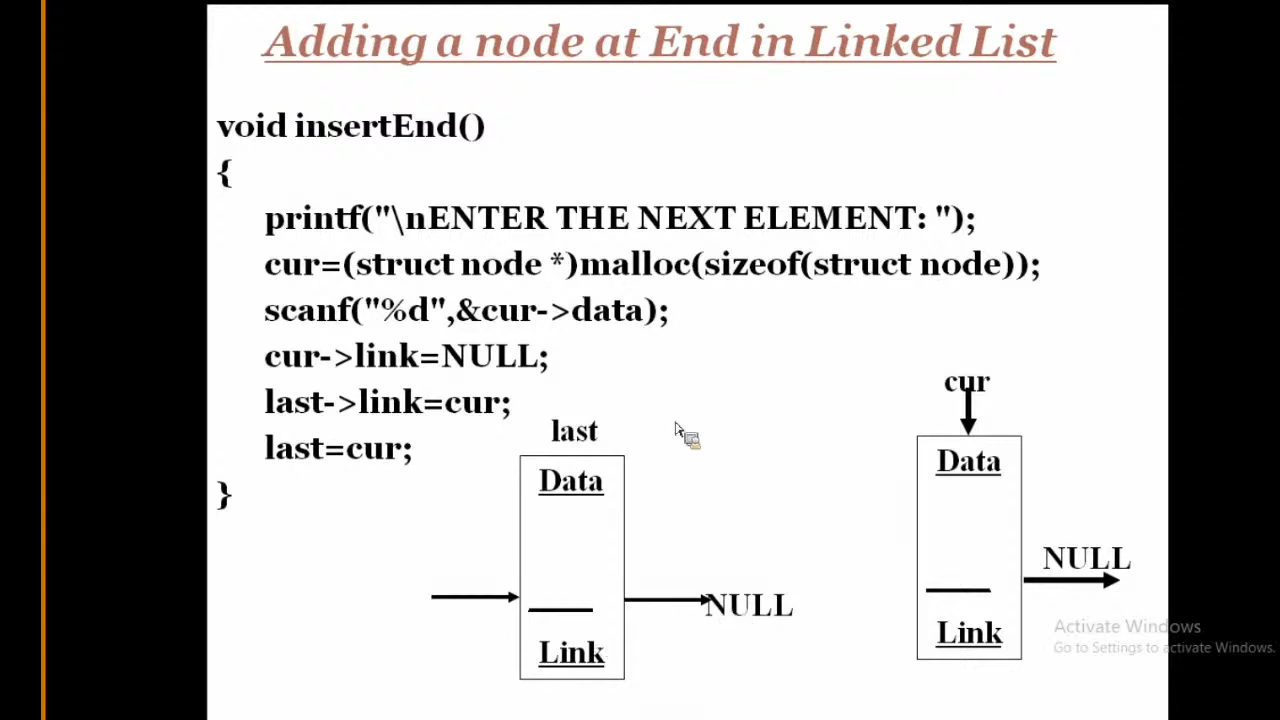 Adding a node at End in Linked List
void insertEnd()
{
printf("\nENTER THE NEXT ELEMENT: ");
cur=(struct node *)malloc(sizeof(struct node));
scanf("%d",&cur->data);
cur->link=NULL;
last->link=cur;
last=cur;
}
last
Data
NULL
Link
cur
Data
NULL
Link
Activate Windows
Go to Settings to activate Windows.